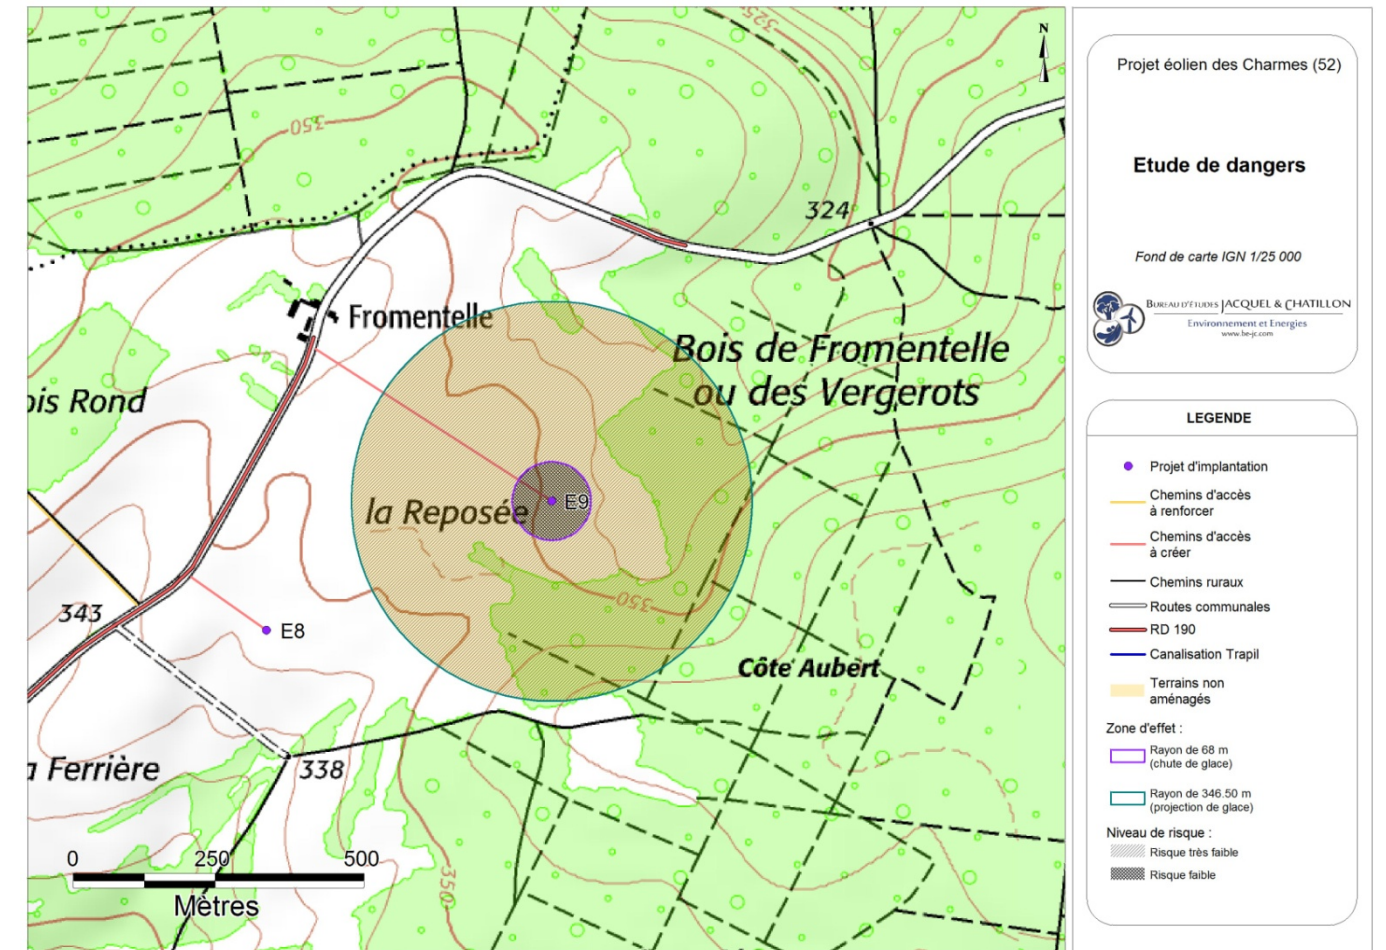 350
325
N
324
Fromentelle
Bois de Fromentelle
ou des Vergerots
ois Rond
la Reposée
E9
350
343
E8
Côte Aubert
a Ferrière
338
350
0 250 500
Mètres
Projet éolien des Charmes (52)
Etude de dangers
Fond de carte IGN 1/25 000
BUREAU D'ETUDES JACQUEL & CHATILLON
Environnement et Energies
www.be-jc.com
LEGENDE
Projet d'implantation
Chemins d'accès
à renforcer
Chemins d'accès
à créer
Chemins ruraux
Routes communales
RD 190
Canalisation Trapil
Terrains non
aménagés
Zone d'effet :
Rayon de 68 m
(chute de glace)
Rayon de 346.50 m
(projection de glace)
Niveau de risque :
Risque très faible
Risque faible